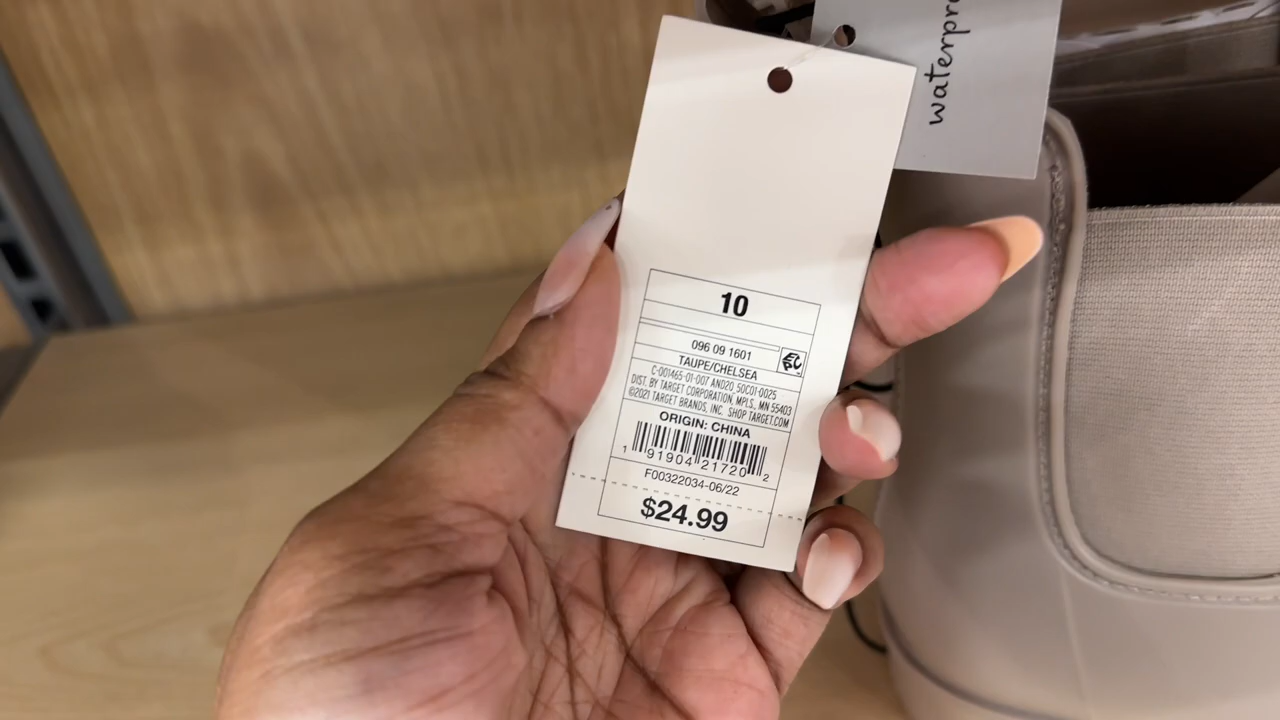 10
096 09 1601
TAUPE/CHELSEA
C-001465-01-007 AND20 50C01-0025
DIST. BY TARGET CORPORATION, MPLS, MN 55403
©2021 TARGET BRANDS, INC. SHOP TARGET.COM
ORIGIN: CHINA
1 91904 21720 2
F00322034-06/22
$24.99